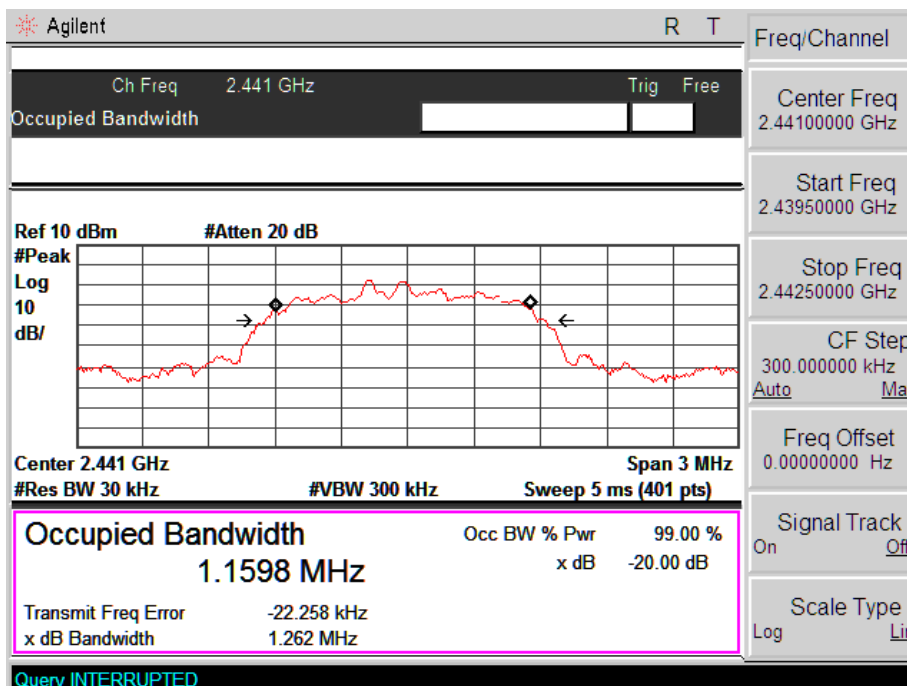 Agilent R T
Ch Freq 2.441 GHz Trig Free
Occupied Bandwidth
Ref 10 dBm #Atten 20 dB
#Peak
Log
10
dB/
Center 2.441 GHz Span 3 MHz
#Res BW 30 kHz #VBW 300 kHz Sweep 5 ms (401 pts)
Occupied Bandwidth Occ BW % Pwr 99.00 %
1.1598 MHz x dB -20.00 dB
Transmit Freq Error -22.258 kHz
x dB Bandwidth 1.262 MHz
Query INTERRUPTED
Freq/Channel
Center Freq
2.44100000 GHz
Start Freq
2.43950000 GHz
Stop Freq
2.44250000 GHz
CF Step
300.000000 kHz
Auto Ma
Freq Offset
0.00000000 Hz
Signal Track
On Off
Scale Type
Log Li